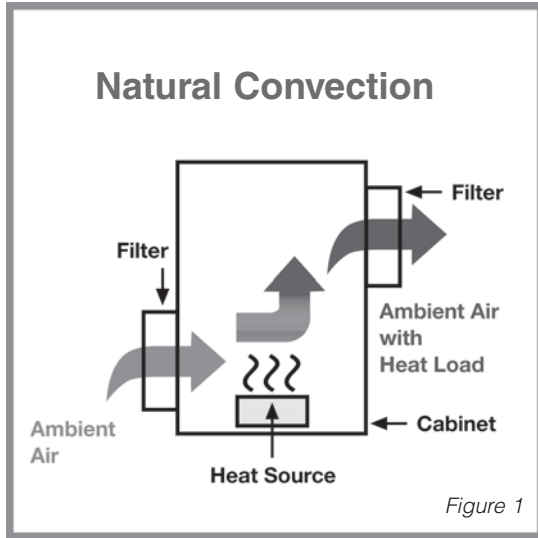 Natural Convection
Filter
Filter
Ambient Air
with
Heat Load
Ambient
Air
Cabinet
Heat Source
Figure 1